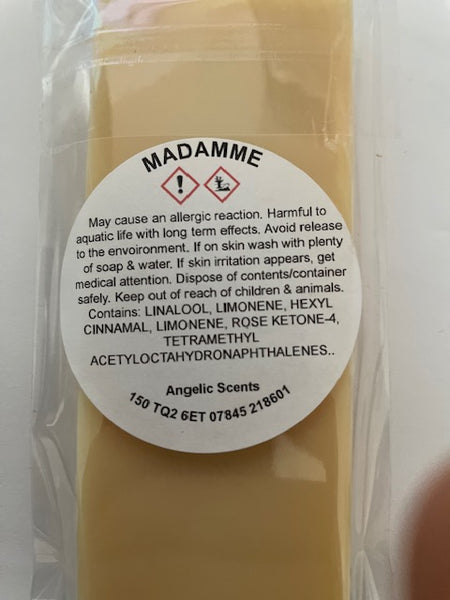 MADAMME
May cause an allergic reaction. Harmful to
aquatic life with long term effects. Avoid release
to the envoironment. If on skin wash with plenty
of soap & water. If skin irritation appears, get
medical attention. Dispose of contents/container
safely. Keep out of reach of children & animals.
Contains: LINALOOL, LIMONENE, HEXYL
CINNAMAL, LIMONENE, ROSE KETONE-4,
TETRAMETHYL
ACETYLOCTAHYDRONAPHTHALENES..
Angelic Scents
150 TQ2 6ET 07845 218601